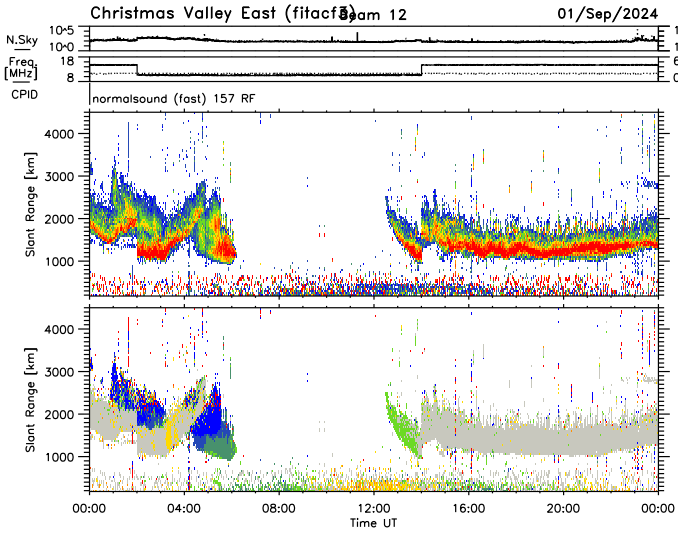 Christmas Valley East (fitacf3) Beam 12 01/Sep/2024
N.Sky 10^5 10^0
Freq. [MHz] 18 8 6 0
CPID normalsound (fast) 157 RF
Slant Range [km] 4000 3000 2000 1000
Slant Range [km] 4000 3000 2000 1000
00:00 04:00 08:00 12:00 16:00 20:00 00:00
Time UT